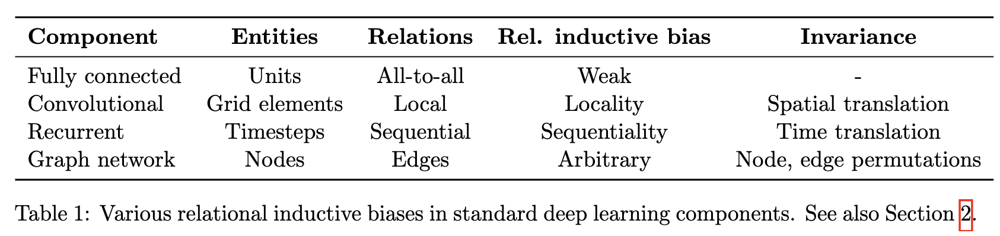 Component Entities Relations Rel. inductive bias Invariance
Fully connected Units All-to-all Weak -
Convolutional Grid elements Local Locality Spatial translation
Recurrent Timesteps Sequential Sequentiality Time translation
Graph network Nodes Edges Arbitrary Node, edge permutations
Table 1: Various relational inductive biases in standard deep learning components. See also Section 2.